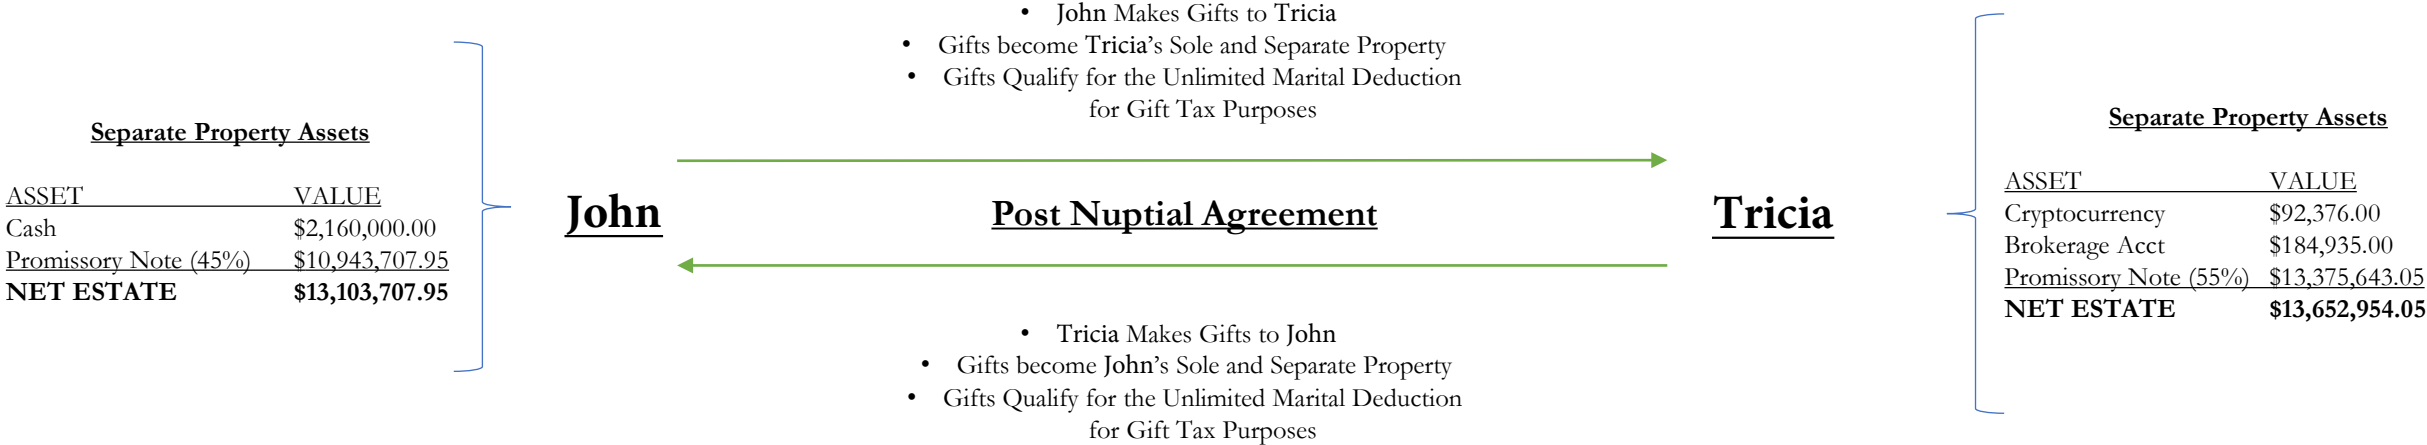 • John Makes Gifts to Tricia
• Gifts become Tricia's Sole and Separate Property
• Gifts Qualify for the Unlimited Marital Deduction
for Gift Tax Purposes
Separate Property Assets
ASSET VALUE
Cash $2,160,000.00
Promissory Note (45%) $10,943,707.95
NET ESTATE $13,103,707.95
John
Post Nuptial Agreement
Tricia
Separate Property Assets
ASSET VALUE
Cryptocurrency $92,376.00
Brokerage Acct $184,935.00
Promissory Note (55%) $13,375,643.05
NET ESTATE $13,652,954.05
• Tricia Makes Gifts to John
• Gifts become John's Sole and Separate Property
• Gifts Qualify for the Unlimited Marital Deduction
for Gift Tax Purposes